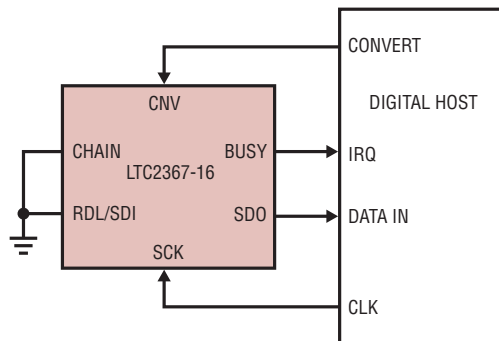 CONVERT
CNV
DIGITAL HOST
CHAIN
BUSY
IRQ
LTC2367-16
RDL/SDI
SDO
DATA IN
SCK
CLK